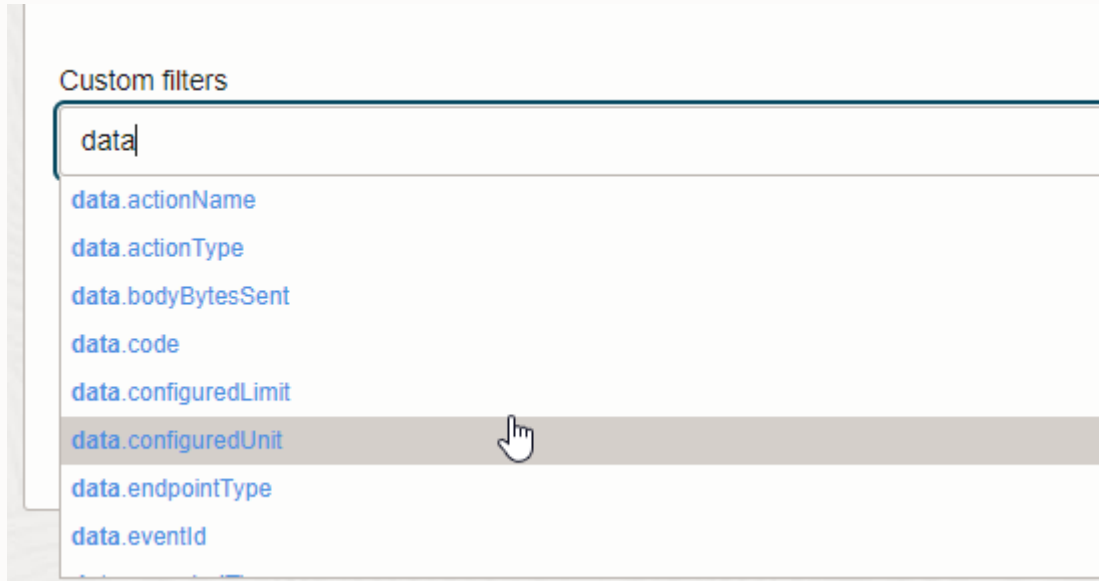 Custom filters
data
data.actionName
data.actionType
data.bodyBytesSent
data.code
data.configuredLimit
data.configuredUnit
data.endpointType
data.eventId